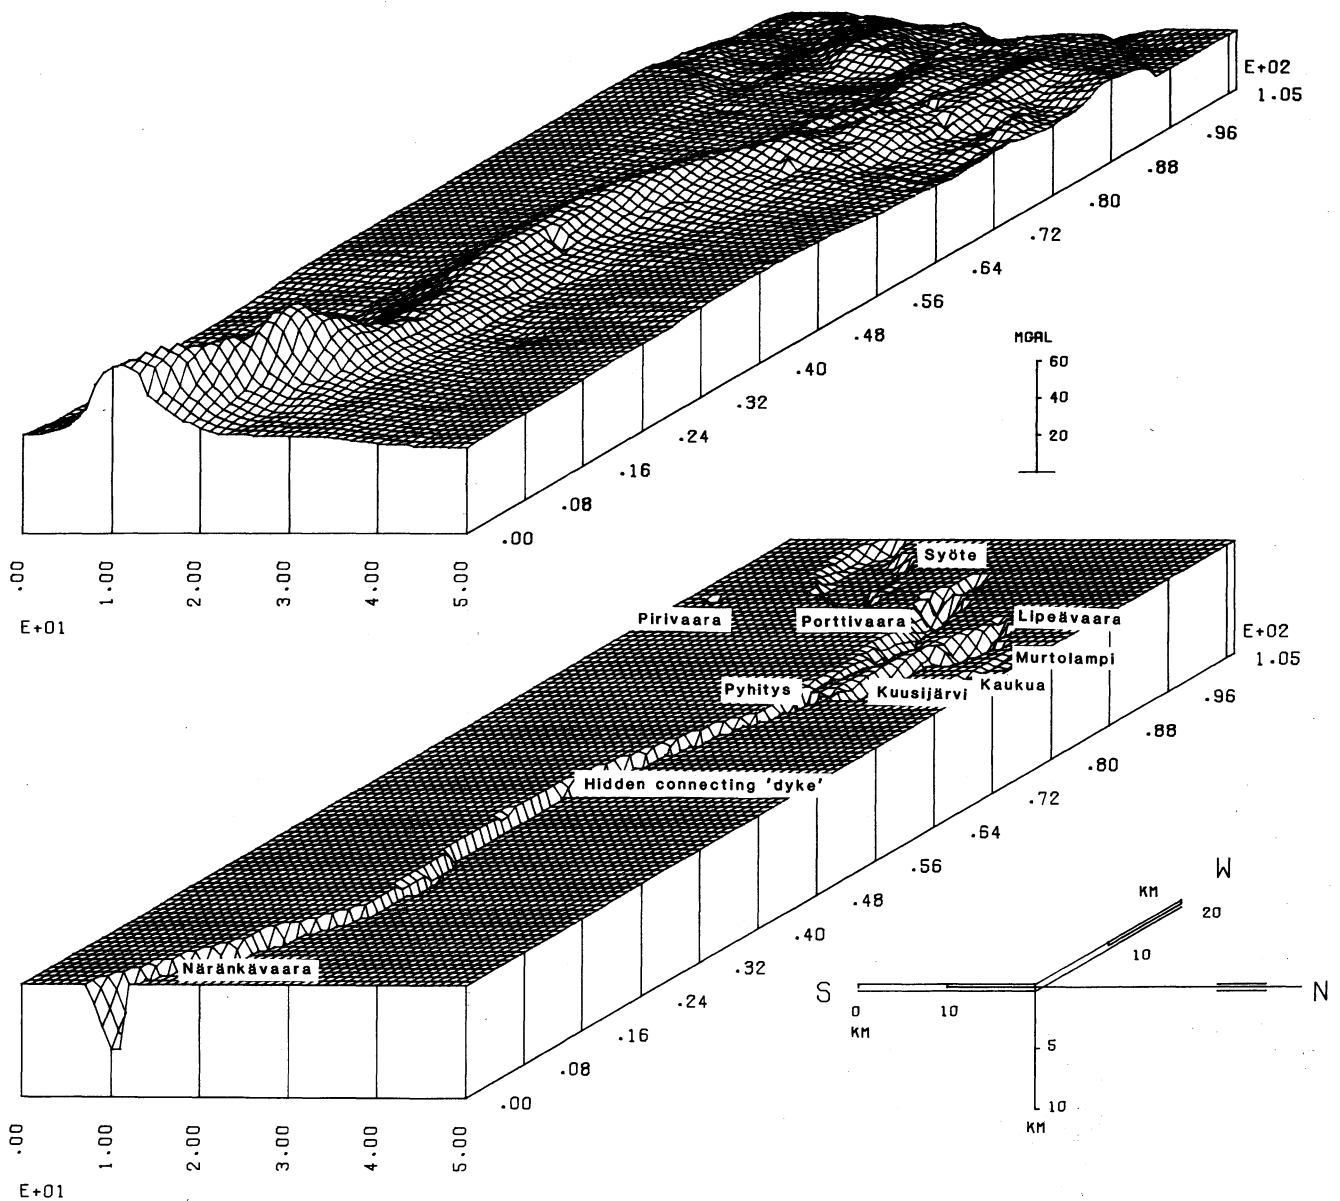 E+02
1.05
.96
.88
.80
.72
.64
.56
.48
.40
.32
.24
.16
.08
.00
MGAL
60
40
20
.00
1.00
2.00
3.00
4.00
5.00
E+01
Syöte
Pirivaara
Porttivaara
Lipeävaara
Murtolampi
Pyhitys
Kuusijärvi
Kaukua
Hidden connecting 'dyke'
Näränkävaara
E+02
1.05
.96
.88
.80
.72
.64
.56
.48
.40
.32
.24
.16
.08
.00
W
KM
20
10
S
N
0
10
KM
5
10
KM
.00
1.00
2.00
3.00
4.00
5.00
E+01